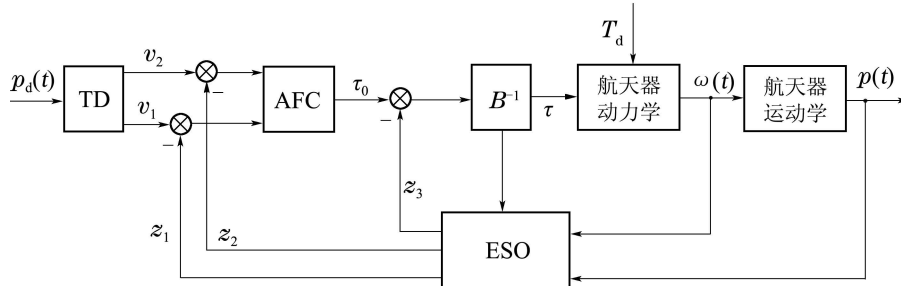 p_d(t)
TD
v_2
v_1
−
−
AFC
τ_0
−
B^{-1}
τ
T_d
航天器
动力学
ω(t)
航天器
运动学
p(t)
z_1
z_2
z_3
ESO